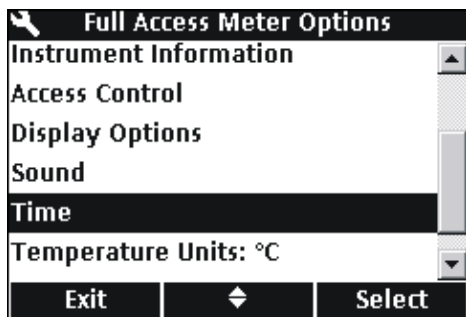 Full Access Meter Options
Instrument Information
Access Control
Display Options
Sound
Time
Temperature Units: °C
Exit Select